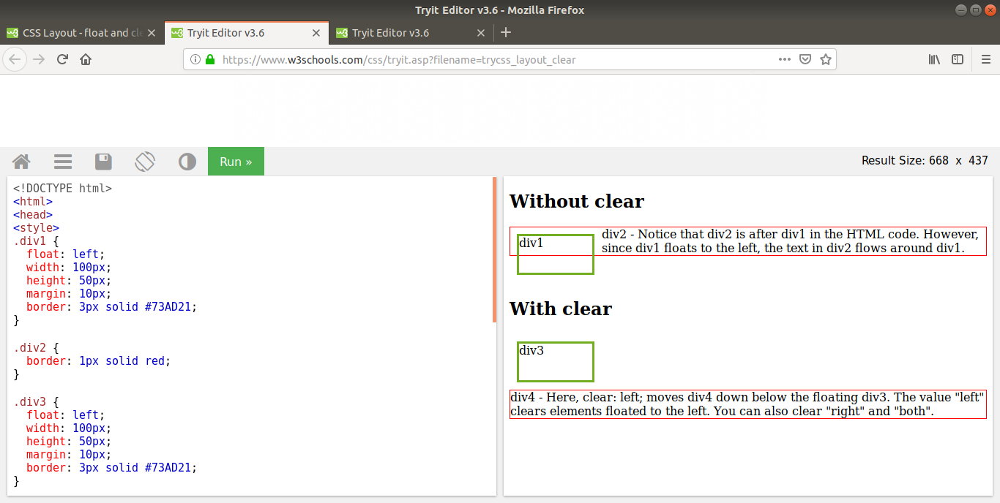 Tryit Editor v3.6 - Mozilla Firefox
CSS Layout - float and cle
Tryit Editor v3.6
Tryit Editor v3.6
https://www.w3schools.com/css/tryit.asp?filename=trycss_layout_clear
Run »
Result Size: 668 x 437
<!DOCTYPE html>
<html>
<head>
<style>
.div1 {
  float: left;
  width: 100px;
  height: 50px;
  margin: 10px;
  border: 3px solid #73AD21;
}
.div2 {
  border: 1px solid red;
}
.div3 {
  float: left;
  width: 100px;
  height: 50px;
  margin: 10px;
  border: 3px solid #73AD21;
}
Without clear
div1
div2 - Notice that div2 is after div1 in the HTML code. However,
since div1 floats to the left, the text in div2 flows around div1.
With clear
div3
div4 - Here, clear: left; moves div4 down below the floating div3. The value "left"
clears elements floated to the left. You can also clear "right" and "both".